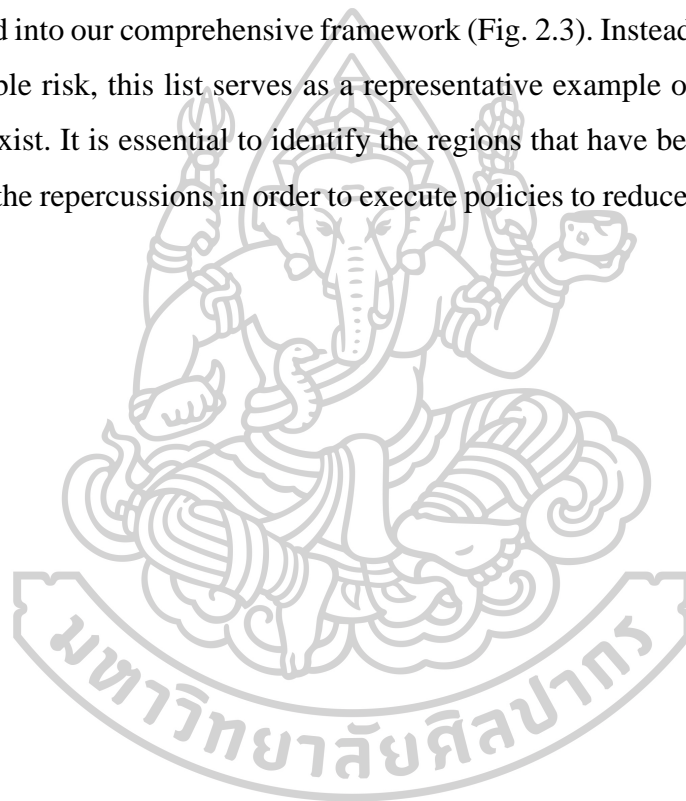 d into our comprehensive framework (Fig. 2.3). Instead
ble risk, this list serves as a representative example o
exist. It is essential to identify the regions that have be
the repercussions in order to execute policies to reduce
มหาวิทยาลัยศิลปากร